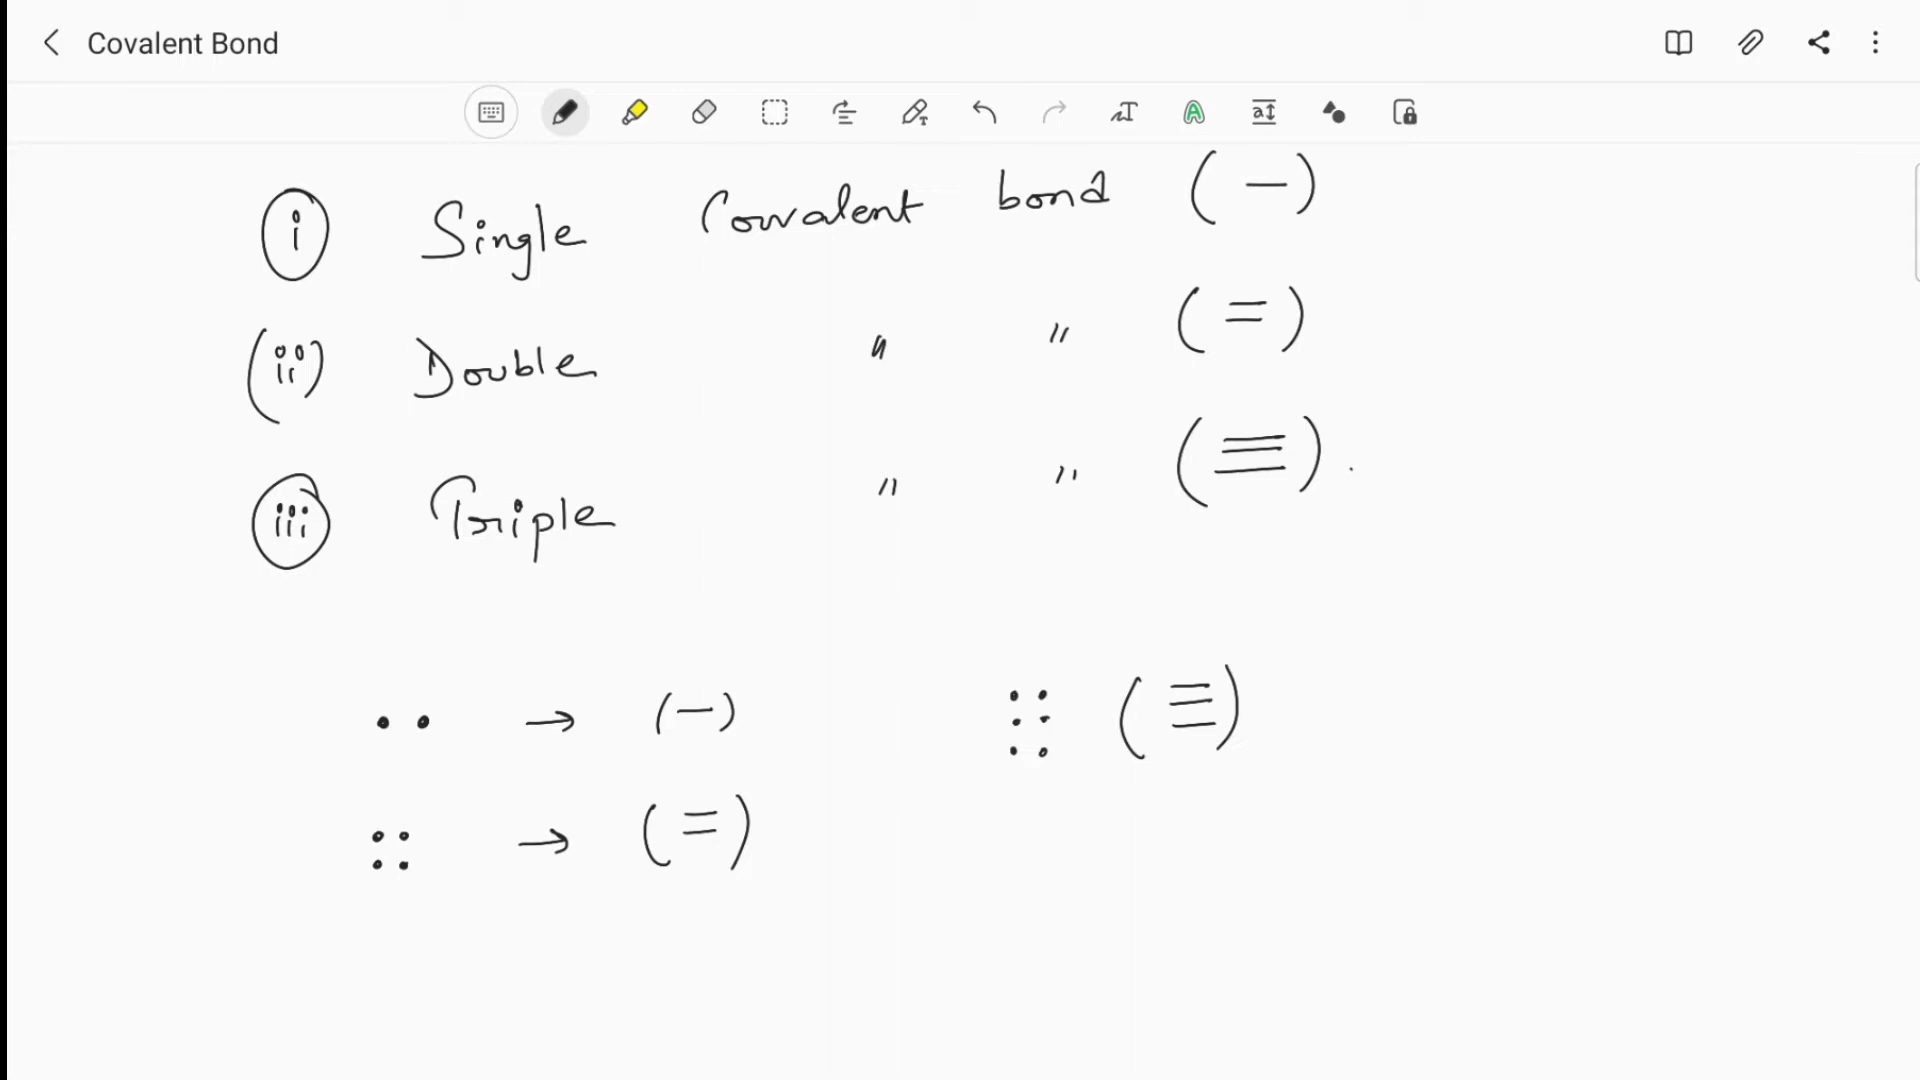 Covalent Bond
(i) Single Covalent bond (–)
(ii) Double " " (=)
(iii) Triple " " (≡).
•• → (–)
:: → (=)
⋮⋮ (≡)